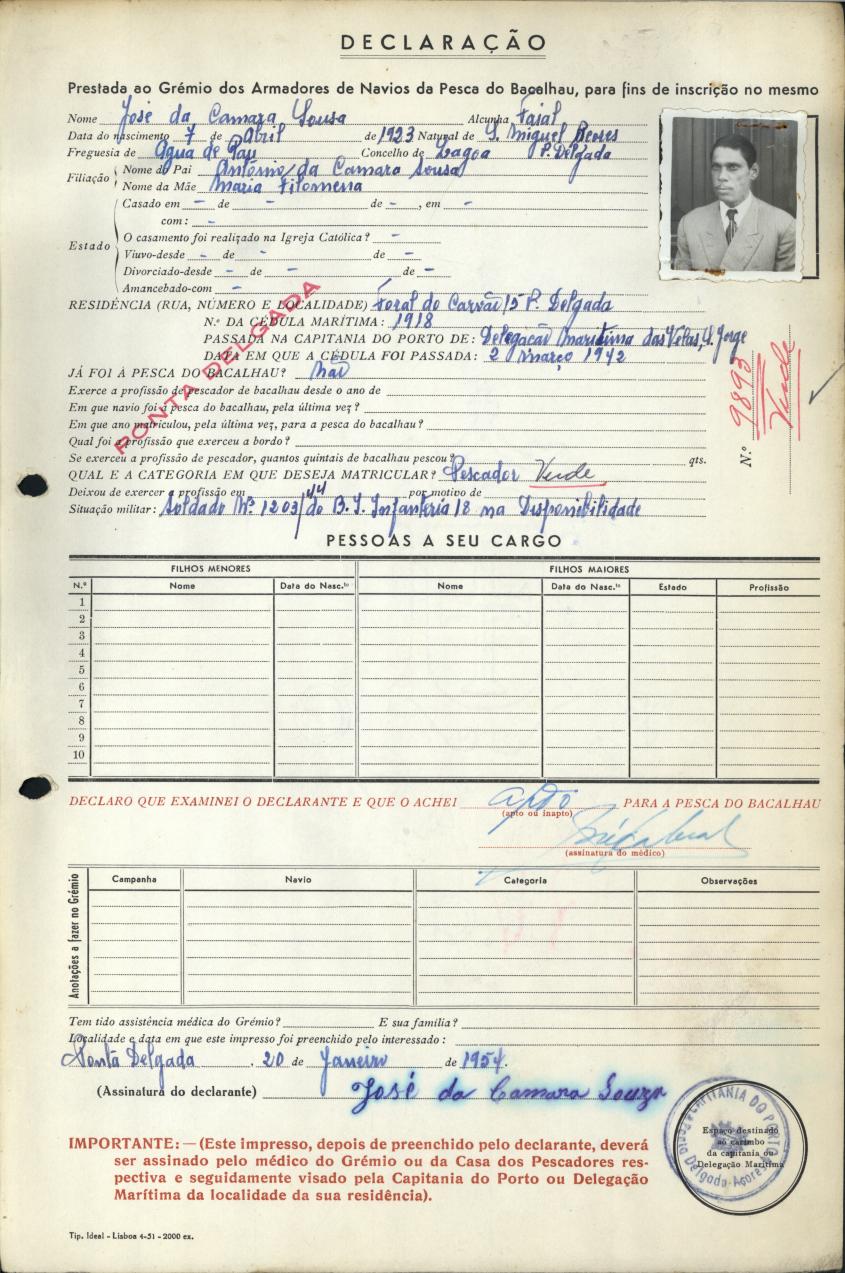 DECLARAÇÃO
Prestada ao Grémio dos Armadores de Navios da Pesca do Bacalhau, para fins de inscrição no mesmo
Nome José da Camara Sousa Alcunha Faial
Data do nascimento 7 de Abril de 1923 Natural de S. Miguel
Freguesia de Agua de Pau Concelho de Lagoa P. Delgada
Filiação
Nome do Pai António da Camara Sousa
Nome da Mãe Maria Filomena
Estado
Casado em - de - de -, em -
com: -
O casamento foi realizado na Igreja Católica? -
Viuvo-desde - de - de -
Divorciado-desde - de - de -
Amancebado-com -
PONTA DELGADA
RESIDÊNCIA (RUA, NÚMERO E LOCALIDADE) do Carvão 15 P. Delgada
N.º DA CÉDULA MARÍTIMA: 1918
PASSADA NA CAPITANIA DO PORTO DE: Delegacão Maritima das Velas, S. Jorge
DATA EM QUE A CÉDULA FOI PASSADA: 2 Março 1942
JÁ FOI À PESCA DO BACALHAU? Não
Exerce a profissão de pescador de bacalhau desde o ano de
Em que navio foi à pesca do bacalhau, pela última vez?
Em que ano matriculou, pela última vez, para a pesca do bacalhau?
Qual foi a profissão que exerceu a bordo?
Se exerceu a profissão de pescador, quantos quintais de bacalhau pescou? qts.
QUAL E A CATEGORIA EM QUE DESEJA MATRICULAR? Pescador Verde
Deixou de exercer a profissão em por motivo de
Situação militar: Soldado Nº 1203/44 do B. I. Infanteria 18 na Disponibilidade
N.º 9893
Verde
PESSOAS A SEU CARGO
FILHOS MENORES FILHOS MAIORES
N.º Nome Data do Nasc.to Nome Data do Nasc.to Estado Profissão
1
2
3
4
5
6
7
8
9
10
DECLARO QUE EXAMINEI O DECLARANTE E QUE O ACHEI apto PARA A PESCA DO BACALHAU
(apto ou inapto)
(assinatura do médico)
Anotações a fazer no Grémio
Campanha Navio Categoria Observações
Tem tido assistência médica do Grémio? E sua família?
Localidade e data em que este impresso foi preenchido pelo interessado:
Ponta Delgada, 20 de Janeiro de 1954.
(Assinatura do declarante) José da Camara Souza
CAPITANIA DO PORTO
Delgada-Açores
Espaço destinado
ao carimbo
da capitania ou
Delegação Marítima
IMPORTANTE: — (Este impresso, depois de preenchido pelo declarante, deverá
ser assinado pelo médico do Grémio ou da Casa dos Pescadores res-
pectiva e seguidamente visado pela Capitania do Porto ou Delegação
Marítima da localidade da sua residência).
Tip. Ideal - Lisboa 4-51 - 2000 ex.